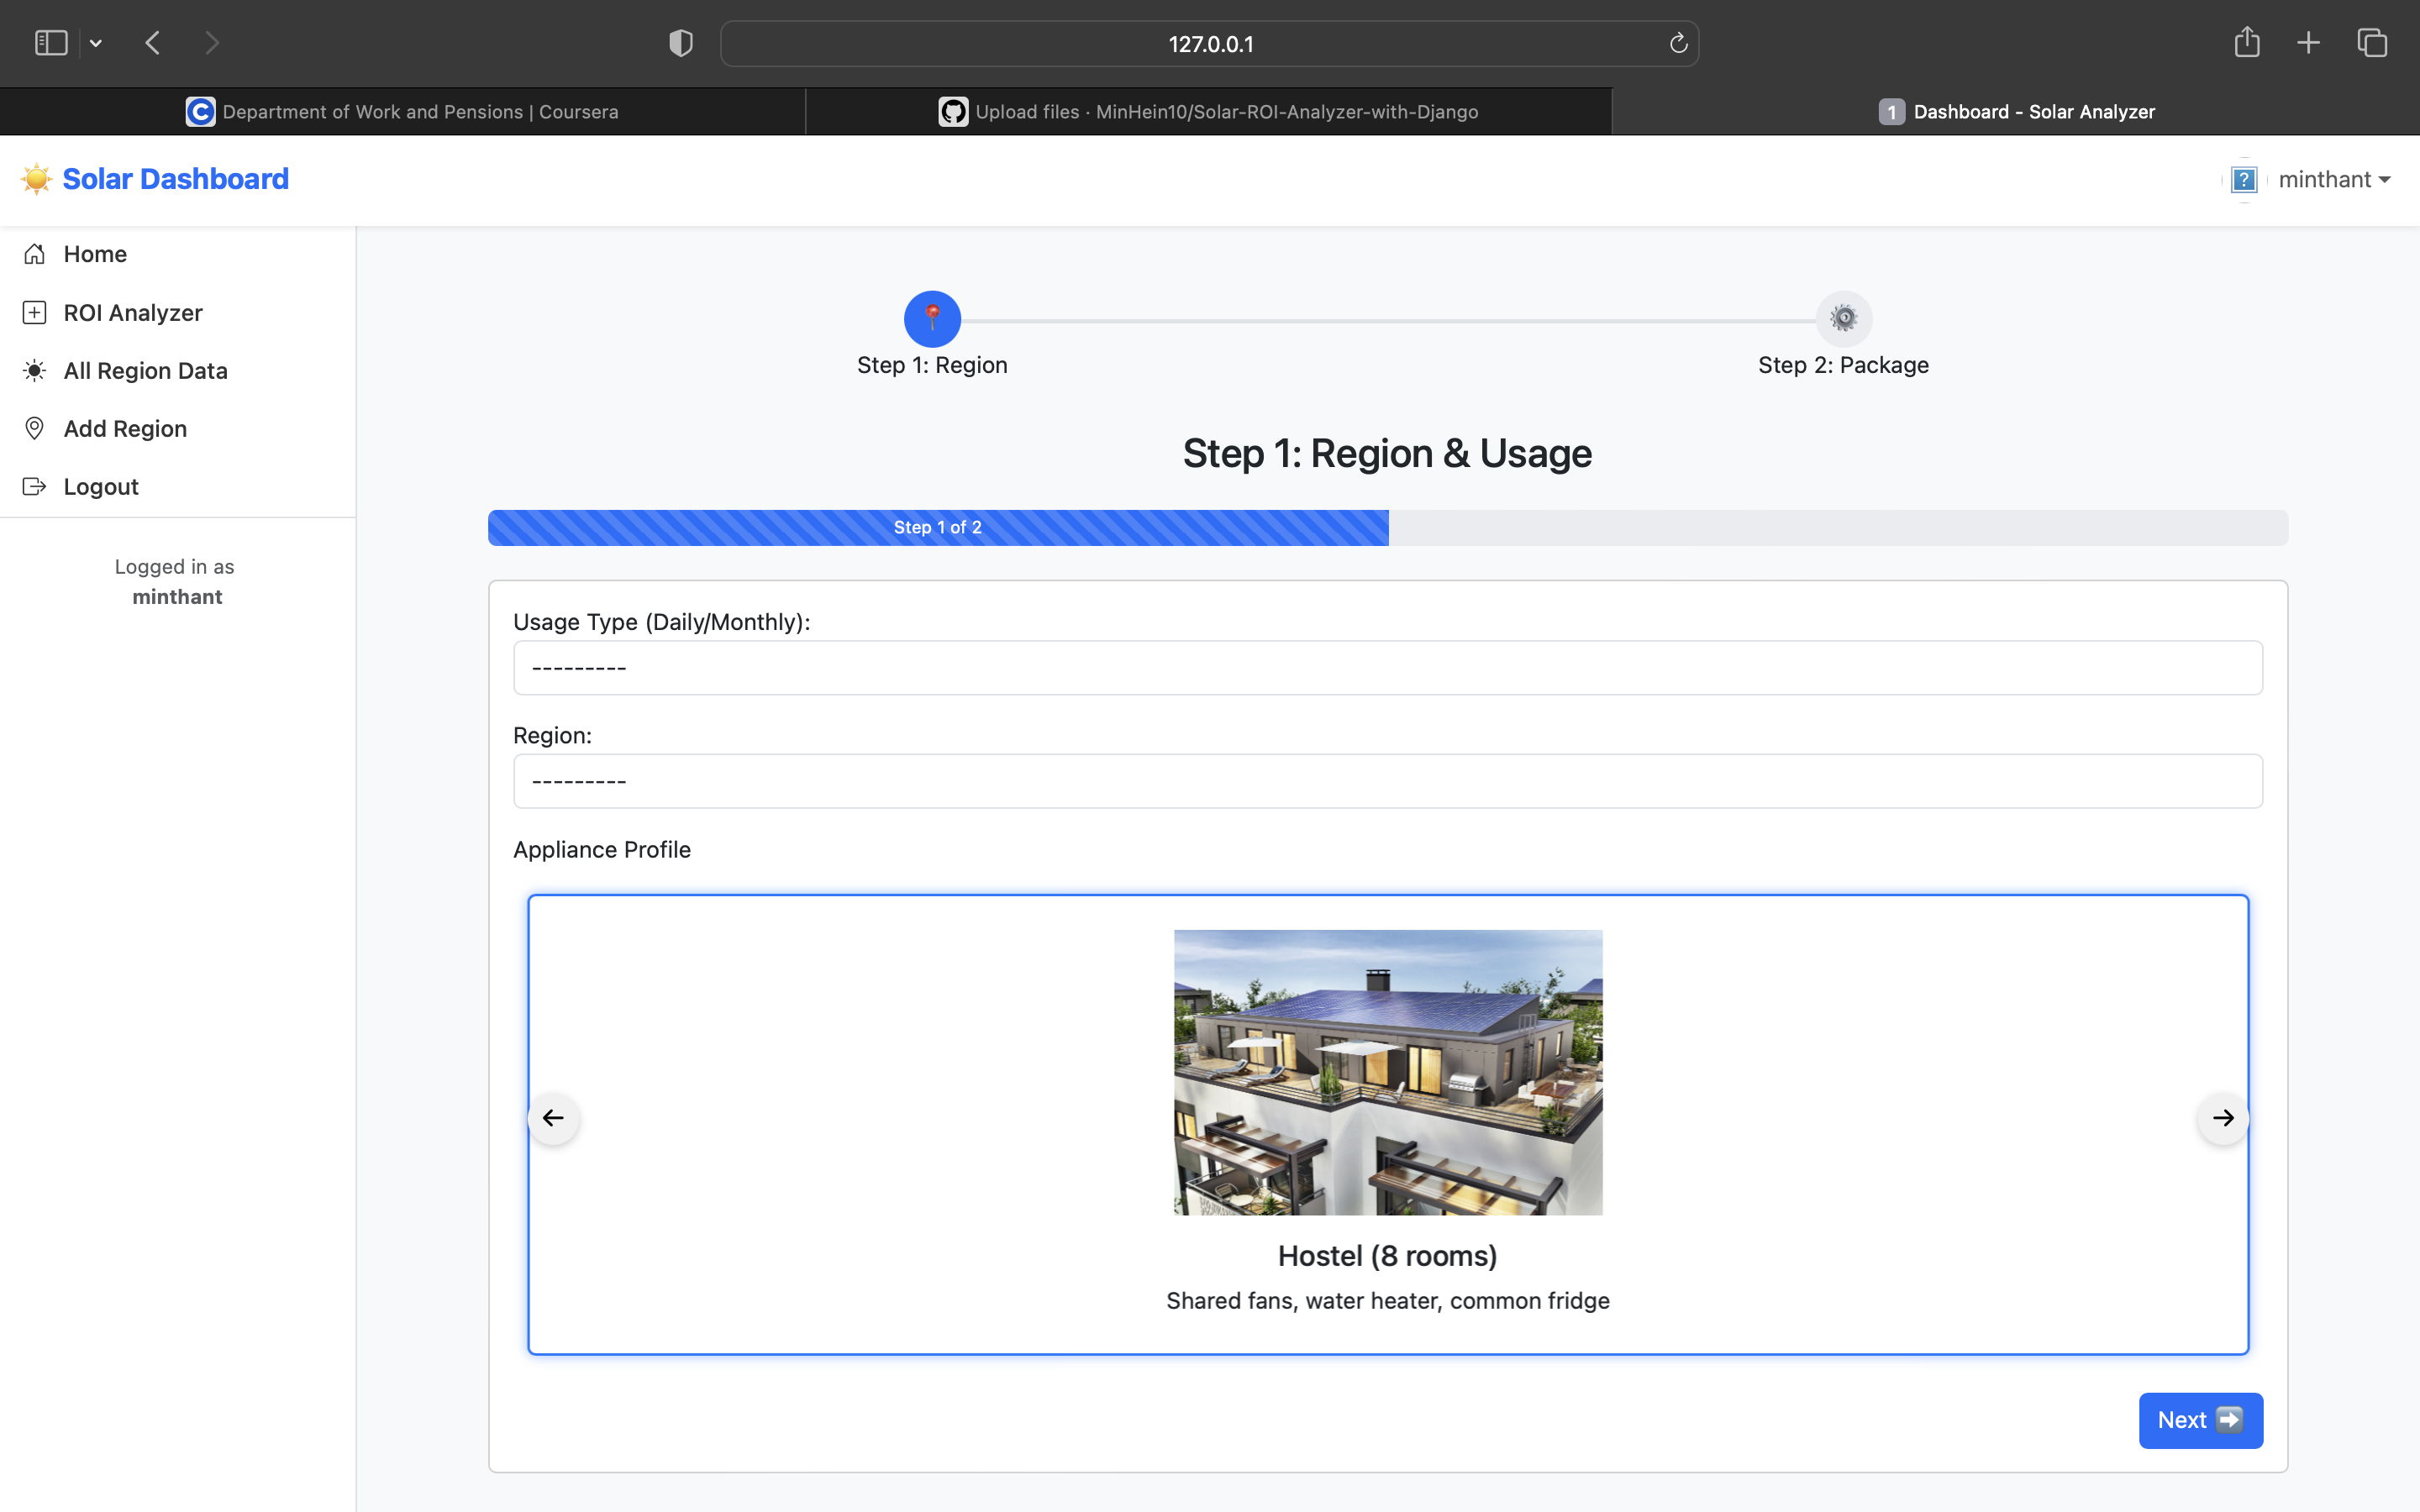 127.0.0.1
Department of Work and Pensions | Coursera
Upload files · MinHein10/Solar-ROI-Analyzer-with-Django
1 Dashboard - Solar Analyzer
Solar Dashboard
minthant
Home
ROI Analyzer
All Region Data
Add Region
Logout
Logged in as
minthant
Step 1: Region
Step 2: Package
Step 1: Region & Usage
Step 1 of 2
Usage Type (Daily/Monthly):
---------
Region:
---------
Appliance Profile
Hostel (8 rooms)
Shared fans, water heater, common fridge
Next